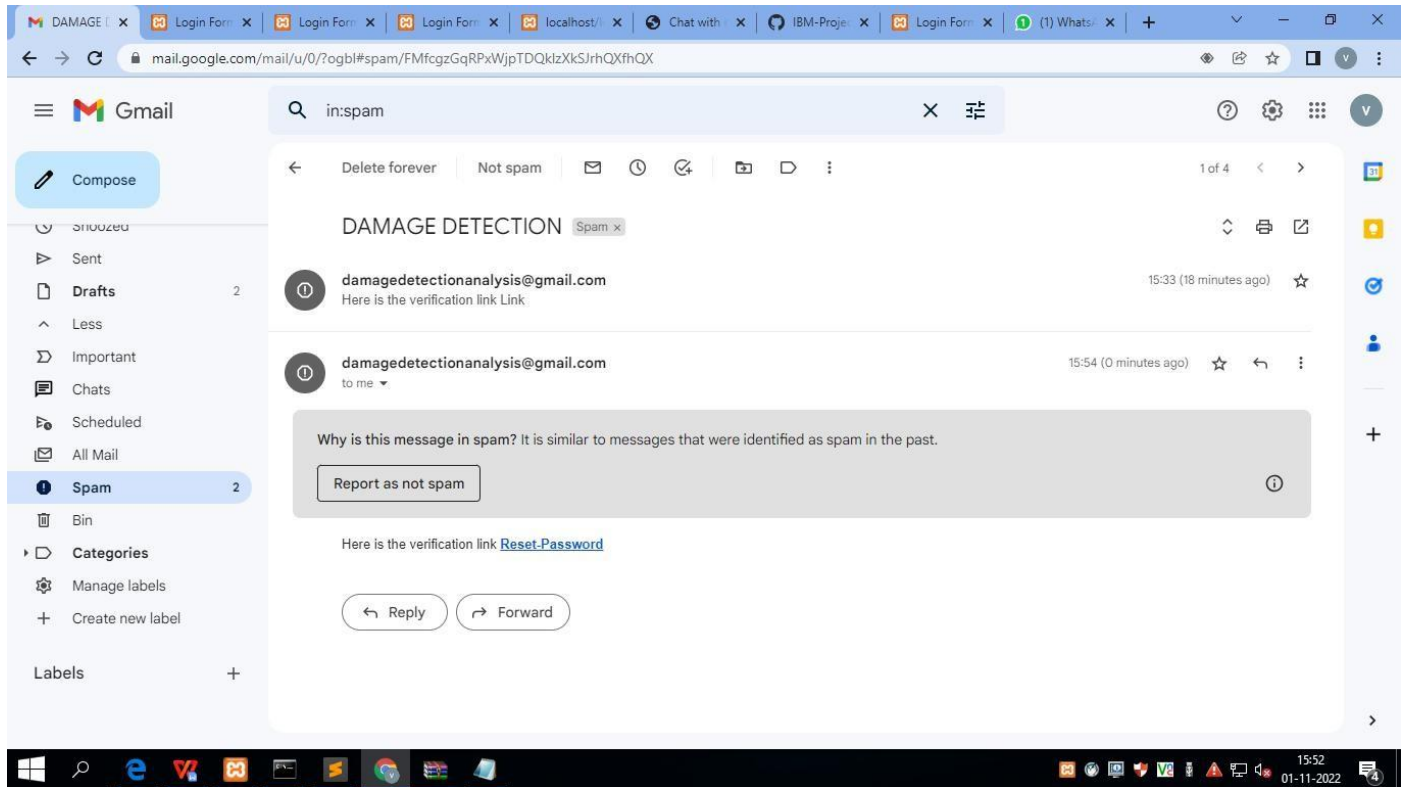 DAMAGE D
Login Form
Login Form
Login Form
localhost/
Chat with
IBM-Projec
Login Form
(1) WhatsA
mail.google.com/mail/u/0/?ogbl#spam/FMfcgzGqRPxWjpTDQklzXkSJrhQXfhQX
V
Gmail
in:spam
V
Compose
Delete forever
Not spam
1 of 4
31
Snoozed
Sent
Drafts 2
Less
Important
Chats
Scheduled
All Mail
Spam 2
Bin
Categories
Manage labels
Create new label
Labels
DAMAGE DETECTION Spam ×
damagedetectionanalysis@gmail.com 15:33 (18 minutes ago)
Here is the verification link Link
damagedetectionanalysis@gmail.com 15:54 (0 minutes ago)
to me
Why is this message in spam? It is similar to messages that were identified as spam in the past.
Report as not spam
Here is the verification link Reset-Password
Reply
Forward
15:52
01-11-2022
4